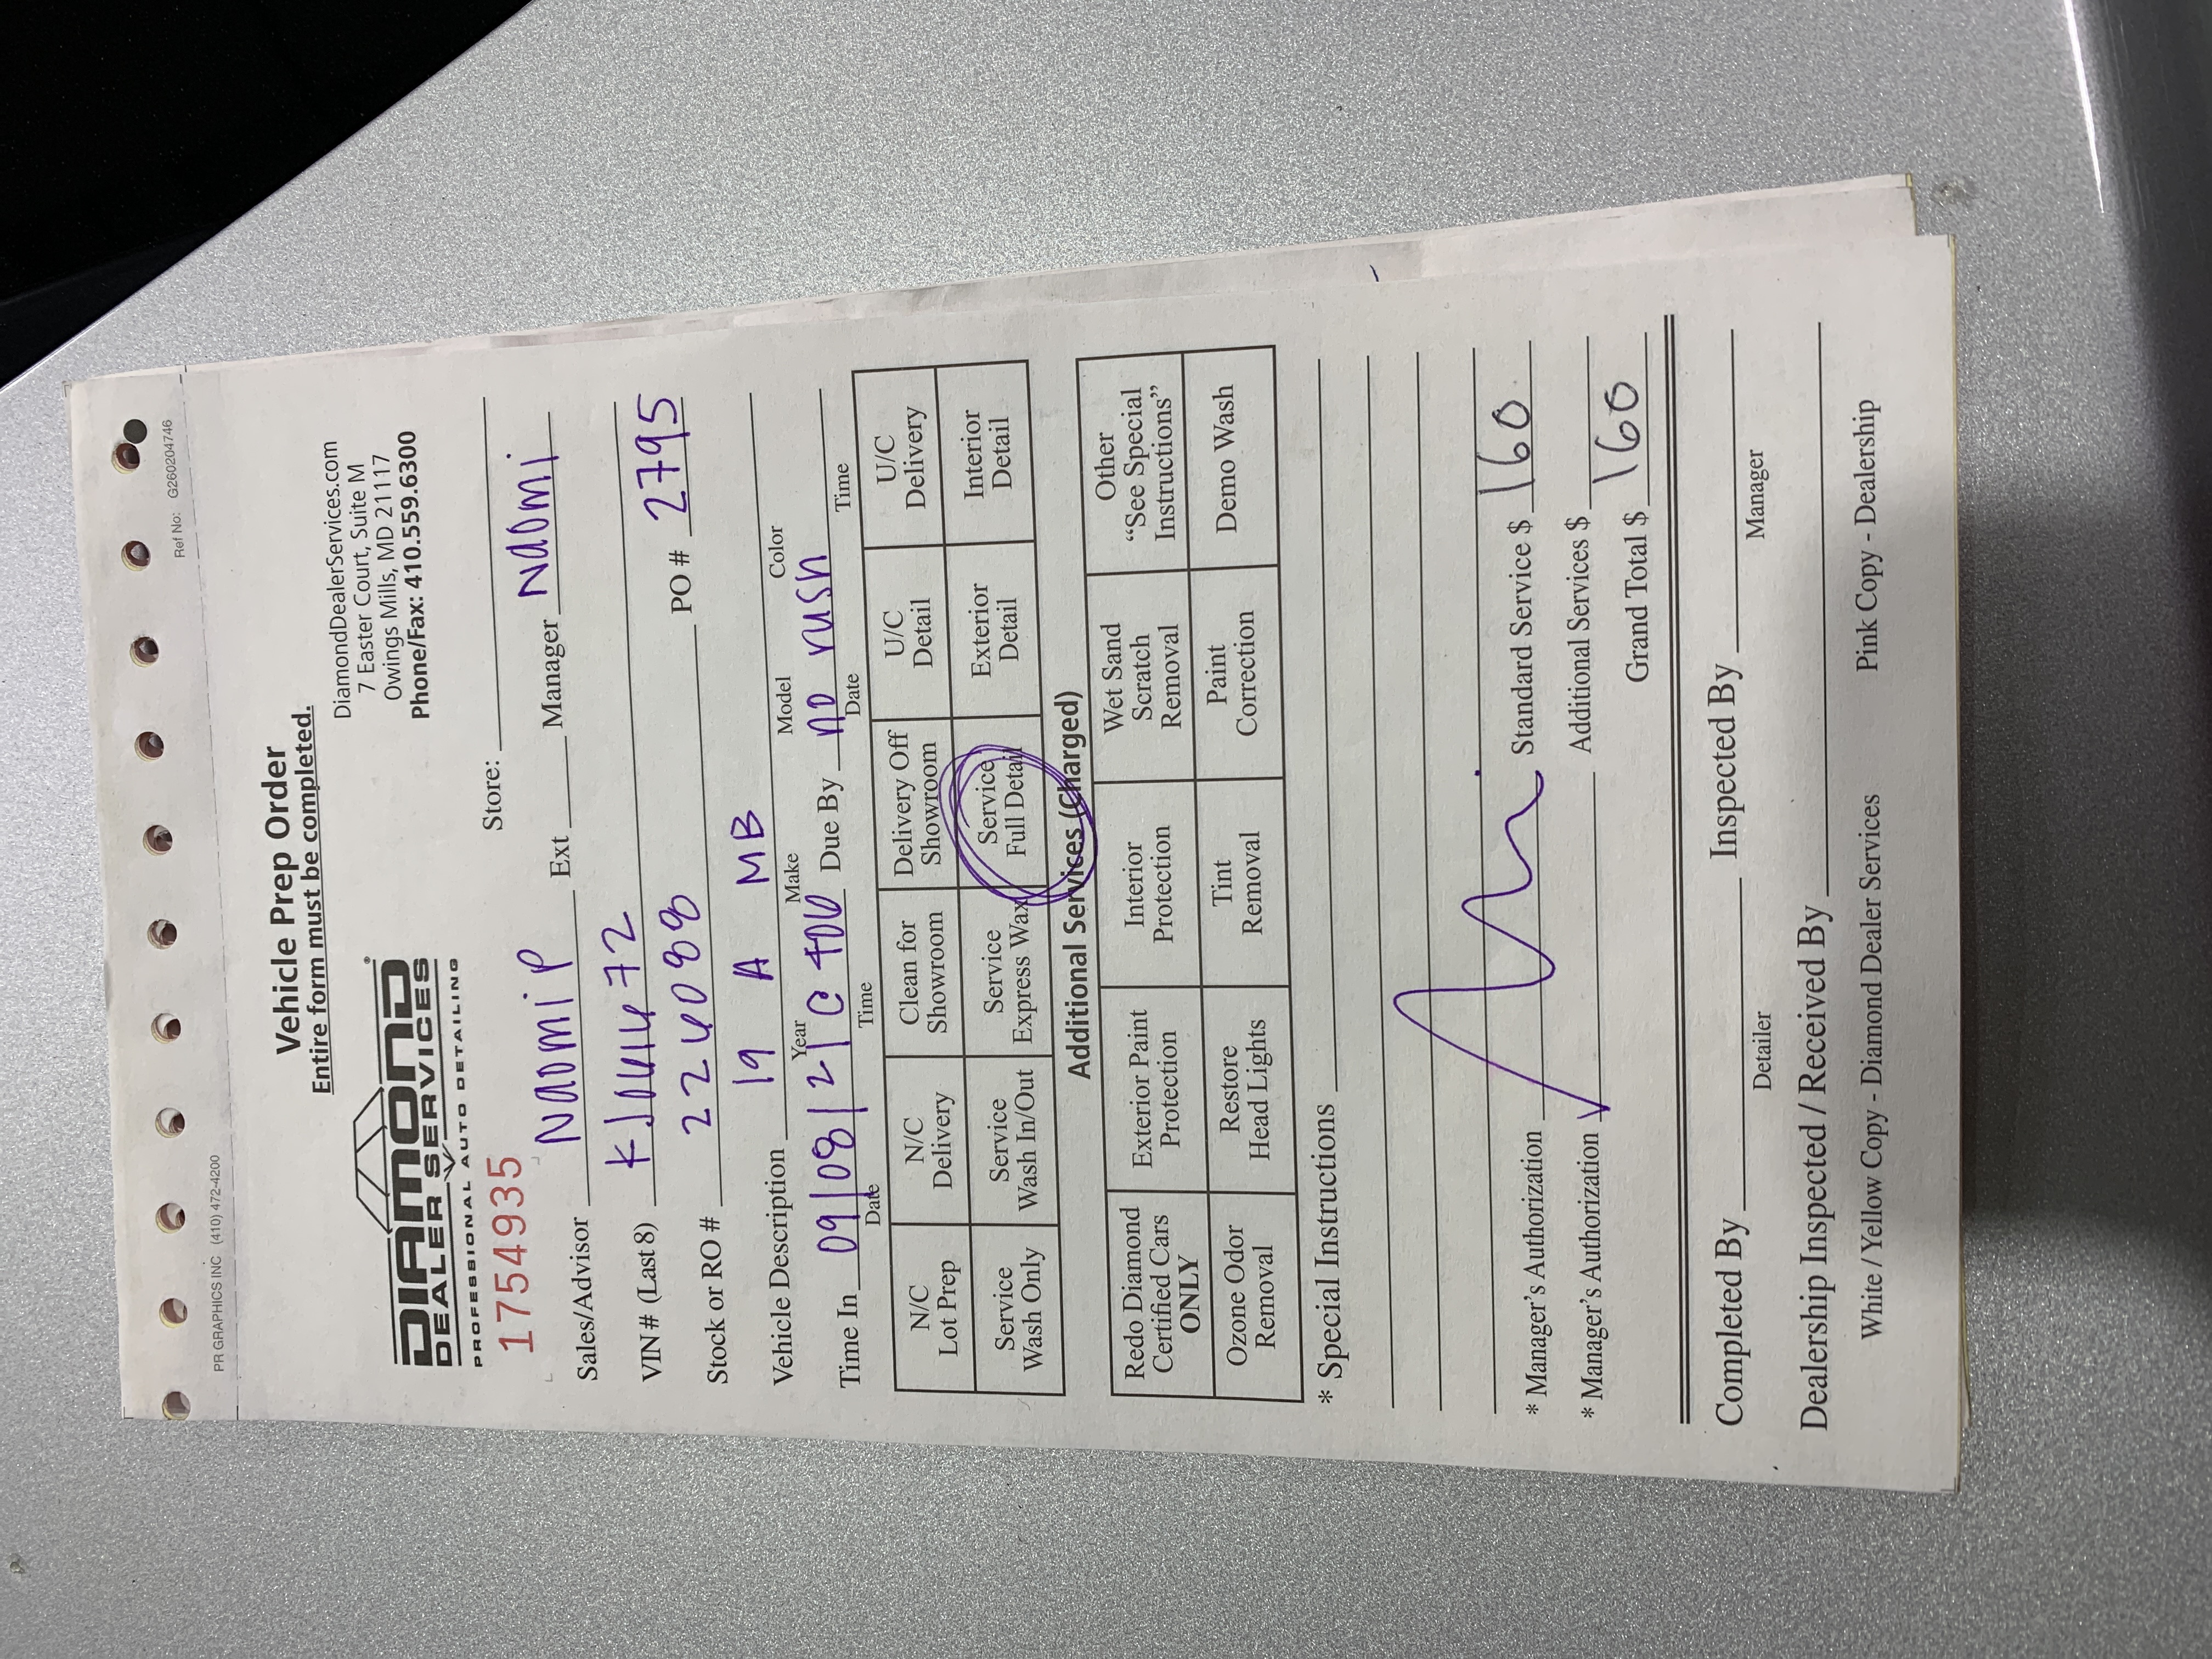 PR GRAPHICS INC (410) 472-4200 Ref No: G260204746
Vehicle Prep Order
Entire form must be completed.
DIAMOND
DEALER SERVICES
PROFESSIONAL AUTO DETAILING
DiamondDealerServices.com
7 Easter Court, Suite M
Owings Mills, MD 21117
Phone/Fax: 410.559.6300
1754935 Store:
Sales/Advisor Naomi P Ext Manager Naomi
VIN # (Last 8)
Stock or RO # 224088 PO # 2795
Vehicle Description 19 A MB
Year Make Model Color
Time In 09/08/21 Due By no rush
Date Time Date Time
N/C Lot Prep N/C Delivery Clean for Showroom Delivery Off Showroom U/C Detail U/C Delivery
Service Wash Only Service Wash In/Out Service Express Wax Service Full Detail Exterior Detail Interior Detail
Additional Services (Charged)
Redo Diamond Certified Cars ONLY Exterior Paint Protection Interior Protection Wet Sand Scratch Removal Other "See Special Instructions"
Ozone Odor Removal Restore Head Lights Tint Removal Paint Correction Demo Wash
* Special Instructions
* Manager's Authorization Standard Service $ 160
* Manager's Authorization Additional Services $
Grand Total $ 160
Completed By Inspected By
Detailer Manager
Dealership Inspected / Received By
White / Yellow Copy - Diamond Dealer Services Pink Copy - Dealership